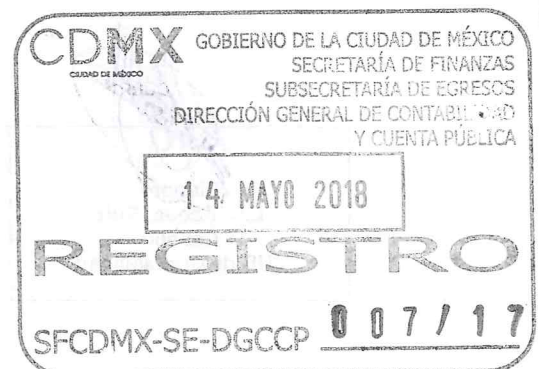 CDMX
CIUDAD DE MÉXICO
GOBIERNO DE LA CIUDAD DE MÉXICO
SECRETARÍA DE FINANZAS
SUBSECRETARÍA DE EGRESOS
DIRECCIÓN GENERAL DE CONTABILIDAD
Y CUENTA PÚBLICA
14 MAYO 2018
REGISTRO
SFCDMX-SE-DGCCP 007/17